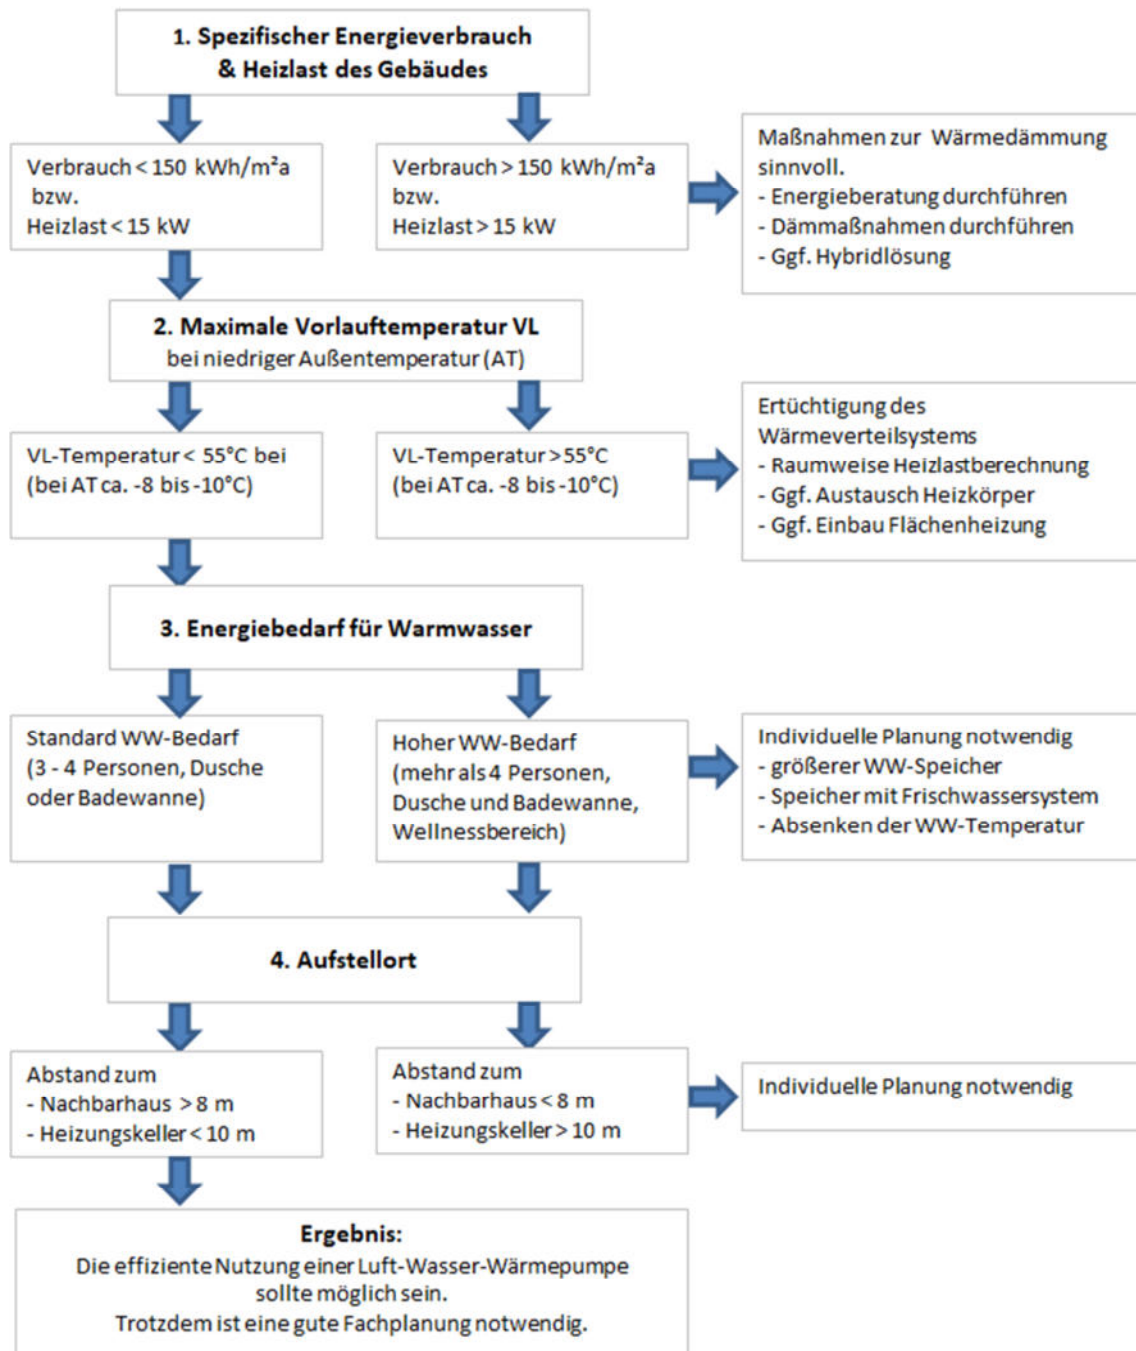 1. Spezifischer Energieverbrauch
& Heizlast des Gebäudes
Verbrauch < 150 kWh/m²a
bzw.
Heizlast < 15 kW
Verbrauch > 150 kWh/m²a
bzw.
Heizlast > 15 kW
Maßnahmen zur Wärmedämmung
sinnvoll.
- Energieberatung durchführen
- Dämmaßnahmen durchführen
- Ggf. Hybridlösung
2. Maximale Vorlauftemperatur VL
bei niedriger Außentemperatur (AT)
VL-Temperatur < 55°C bei
(bei AT ca. -8 bis -10°C)
VL-Temperatur > 55°C
(bei AT ca. -8 bis -10°C)
Ertüchtigung des
Wärmeverteilsystems
- Raumweise Heizlastberechnung
- Ggf. Austausch Heizkörper
- Ggf. Einbau Flächenheizung
3. Energiebedarf für Warmwasser
Standard WW-Bedarf
(3 - 4 Personen, Dusche
oder Badewanne)
Hoher WW-Bedarf
(mehr als 4 Personen,
Dusche und Badewanne,
Wellnessbereich)
Individuelle Planung notwendig
- größerer WW-Speicher
- Speicher mit Frischwassersystem
- Absenken der WW-Temperatur
4. Aufstellort
Abstand zum
- Nachbarhaus > 8 m
- Heizungskeller < 10 m
Abstand zum
- Nachbarhaus < 8 m
- Heizungskeller > 10 m
Individuelle Planung notwendig
Ergebnis:
Die effiziente Nutzung einer Luft-Wasser-Wärmepumpe
sollte möglich sein.
Trotzdem ist eine gute Fachplanung notwendig.